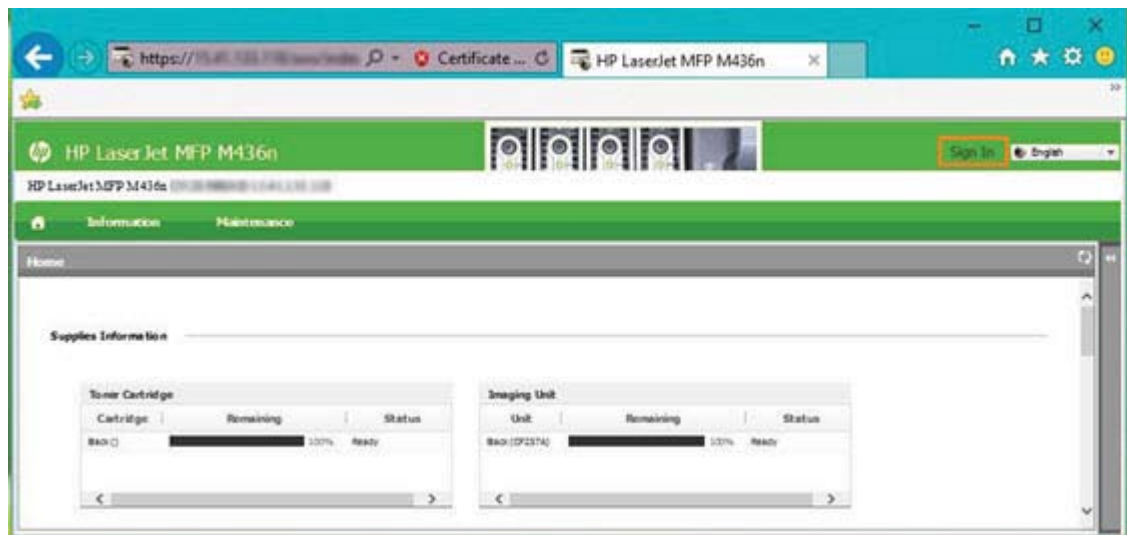 https://
Certificate ...
HP LaserJet MFP M436n
HP LaserJet MFP M436n
Sign In
English
HP LaserJet MFP M436n
Information
Maintenance
Home
Supplies Information
Toner Cartridge
Cartridge Remaining Status
100% Ready
Imaging Unit
Unit Remaining Status
100% Ready